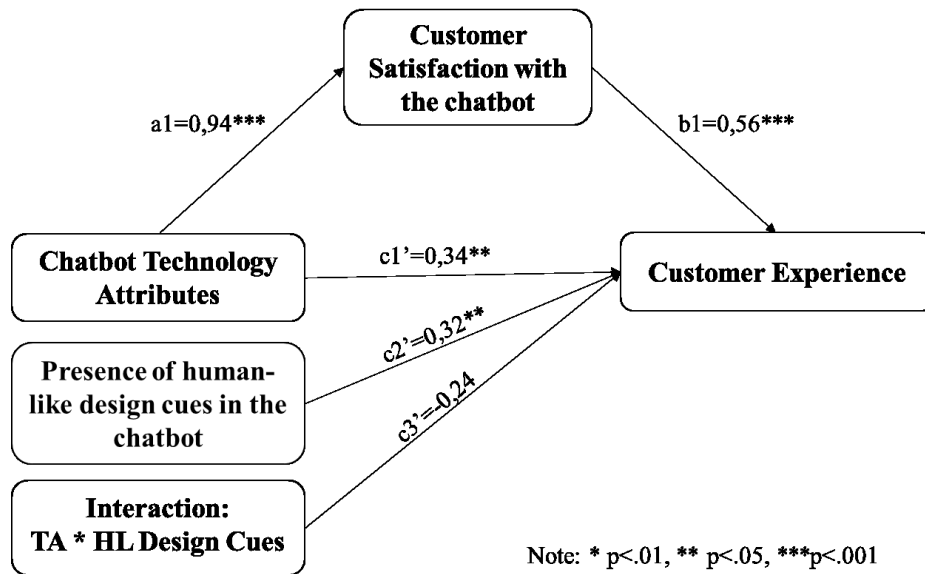 Customer
Satisfaction with
the chatbot
a1=0,94***
b1=0,56***
Chatbot Technology
Attributes
c1’=0,34**
Customer Experience
c2’=0,32**
Presence of human-
like design cues in the
chatbot
c3’=-0,24
Interaction:
TA * HL Design Cues
Note: * p<.01, ** p<.05, ***p<.001